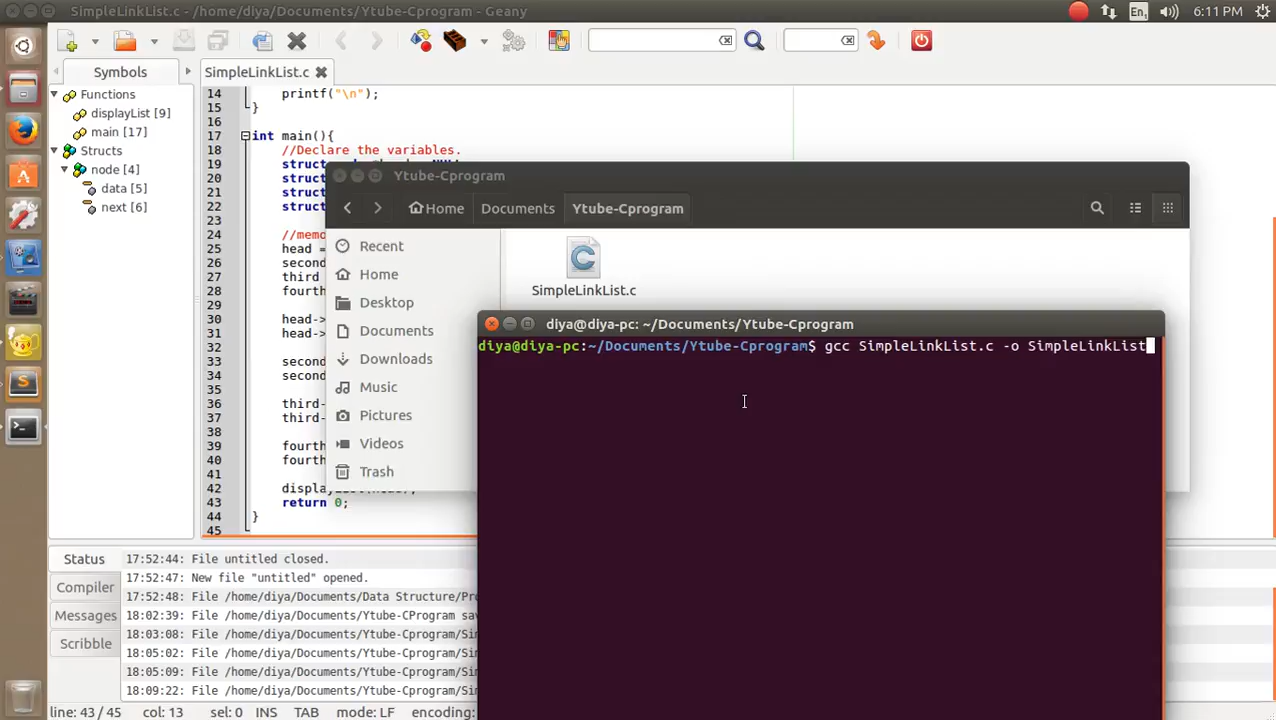 SimpleLinkList.c - /home/diya/Documents/Ytube-Cprogram - Geany
En
6:11 PM
Symbols
SimpleLinkList.c
Functions
displayList [9]
main [17]
Structs
node [4]
data [5]
next [6]
14 printf("\n");
15 }
16
17 int main(){
18 //Declare the variables.
19 struct
20 struct
21 struct
22 struct
23
24 //memo
25 head =
26 second
27 third
28 fourth
29
30 head->
31 head->
32
33 second
34 second
35
36 third-
37 third-
38
39 fourth
40 fourth
41
42
43 return 0;
44 }
45
Ytube-Cprogram
Home
Documents
Ytube-Cprogram
Recent
Home
Desktop
Documents
Downloads
Music
Pictures
Videos
Trash
SimpleLinkList.c
diya@diya-pc: ~/Documents/Ytube-Cprogram
diya@diya-pc:~/Documents/Ytube-Cprogram$ gcc SimpleLinkList.c -o SimpleLinkList
Status
Compiler
Messages
Scribble
17:52:44: File untitled closed.
17:52:47: New file "untitled" opened.
17:52:48: File /home/diya/Documents/Data Structure/Pr
18:02:39: File /home/diya/Documents/Ytube-CProgram sav
18:03:08: File /home/diya/Documents/Ytube-CProgram/Si
18:05:02: File /home/diya/Documents/Ytube-CProgram/Si
18:05:09: File /home/diya/Documents/Ytube-CProgram/Si
18:09:22: File /home/diya/Documents/Ytube-CProgram/Si
line: 43 / 45 col: 13 sel: 0 INS TAB mode: LF encoding: